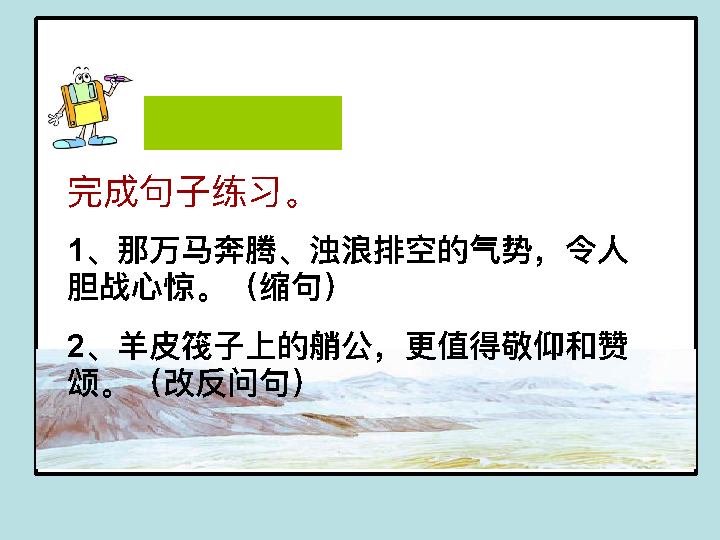 完成句子练习。
1、那万马奔腾、浊浪排空的气势，令人
胆战心惊。（缩句）
2、羊皮筏子上的艄公，更值得敬仰和赞
颂。（改反问句）